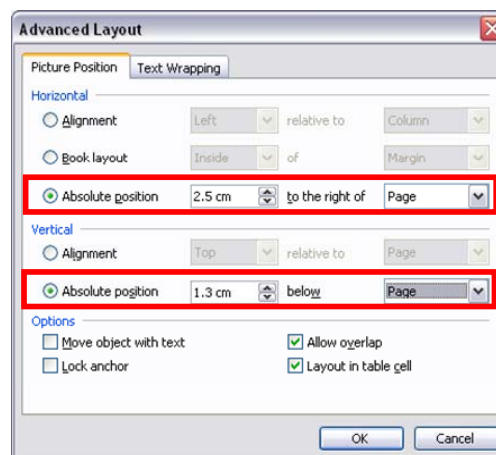 Advanced Layout
Picture Position Text Wrapping
Horizontal
Alignment Left relative to Column
Book layout Inside of Margin
Absolute position 2.5 cm to the right of Page
Vertical
Alignment Top relative to Page
Absolute position 1.3 cm below Page
Options
Move object with text Allow overlap
Lock anchor Layout in table cell
OK Cancel